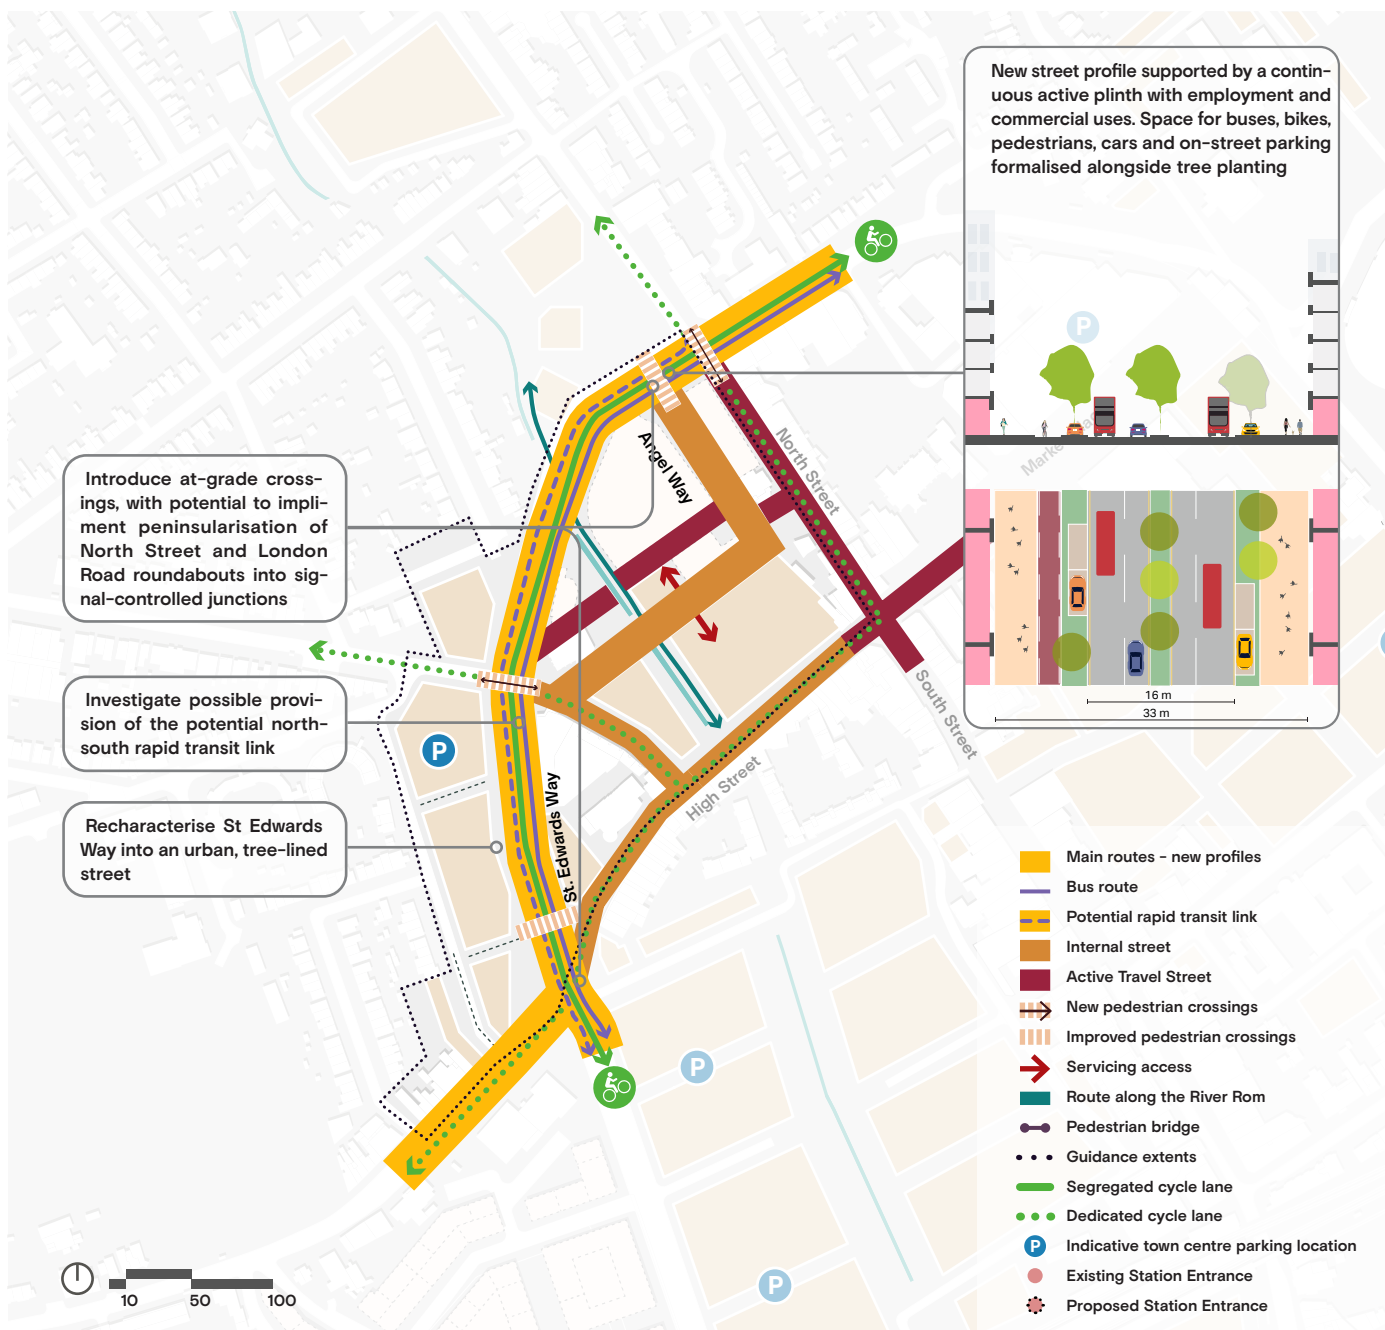 New street profile supported by a contin-
uous active plinth with employment and
commercial uses. Space for buses, bikes,
pedestrians, cars and on-street parking
formalised alongside tree planting
P
16 m
33 m
Introduce at-grade cross-
ings, with potential to impli-
ment peninsularisation of
North Street and London
Road roundabouts into sig-
nal-controlled junctions
Investigate possible provi-
sion of the potential north-
south rapid transit link
Recharacterise St Edwards
Way into an urban, tree-lined
street
Angel Way
North Street
South Street
High Street
St. Edwards Way
P
P
P
Main routes - new profiles
Bus route
Potential rapid transit link
Internal street
Active Travel Street
New pedestrian crossings
Improved pedestrian crossings
Servicing access
Route along the River Rom
Pedestrian bridge
Guidance extents
Segregated cycle lane
Dedicated cycle lane
P Indicative town centre parking location
Existing Station Entrance
Proposed Station Entrance
10 50 100